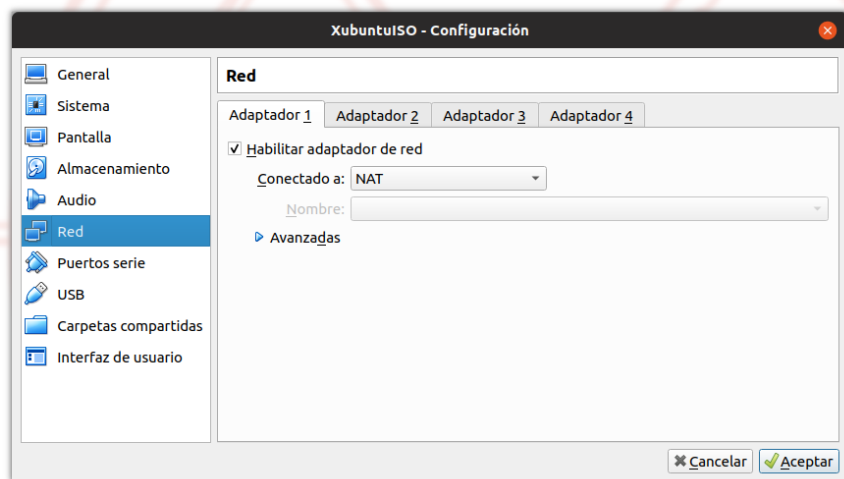 XubuntuISO - Configuración
General
Sistema
Pantalla
Almacenamiento
Audio
Red
Puertos serie
USB
Carpetas compartidas
Interfaz de usuario
Red
Adaptador 1 Adaptador 2 Adaptador 3 Adaptador 4
Habilitar adaptador de red
Conectado a: NAT
Nombre:
Avanzadas
Cancelar Aceptar